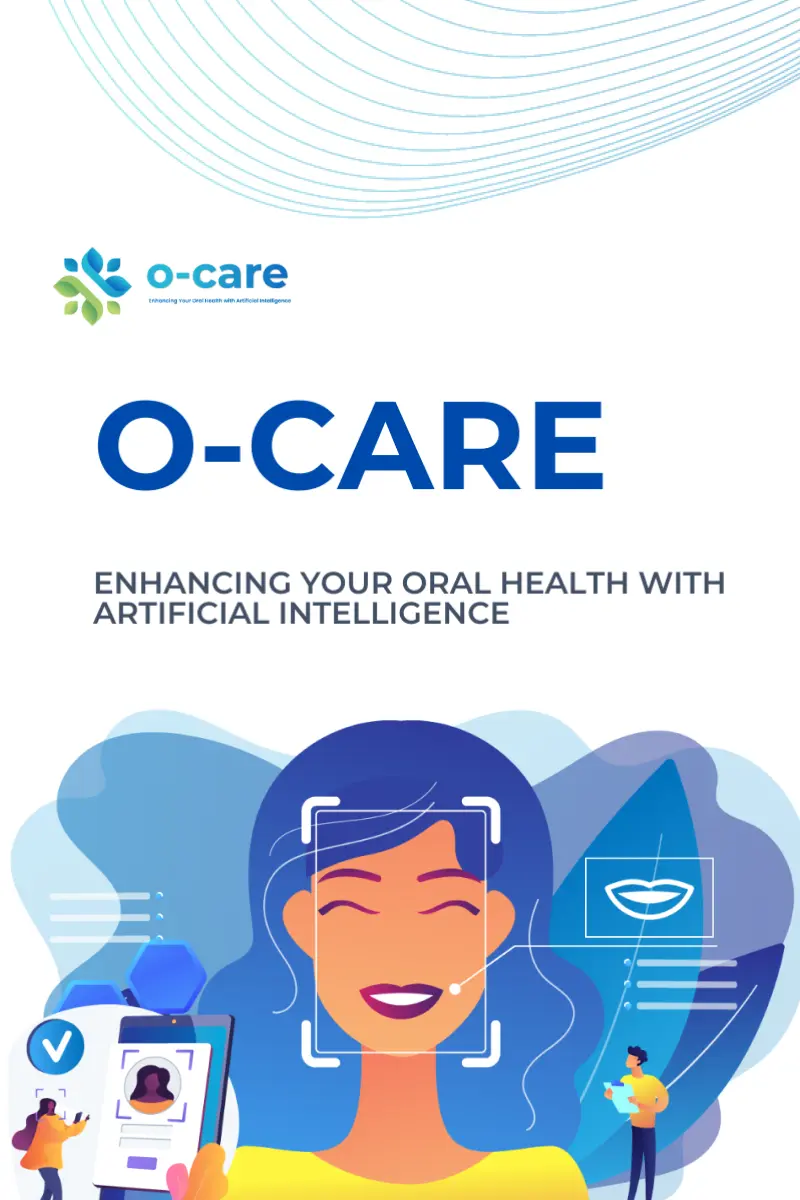 o-care
Enhancing Your Oral Health with Artificial Intelligence
O-CARE
ENHANCING YOUR ORAL HEALTH WITH
ARTIFICIAL INTELLIGENCE